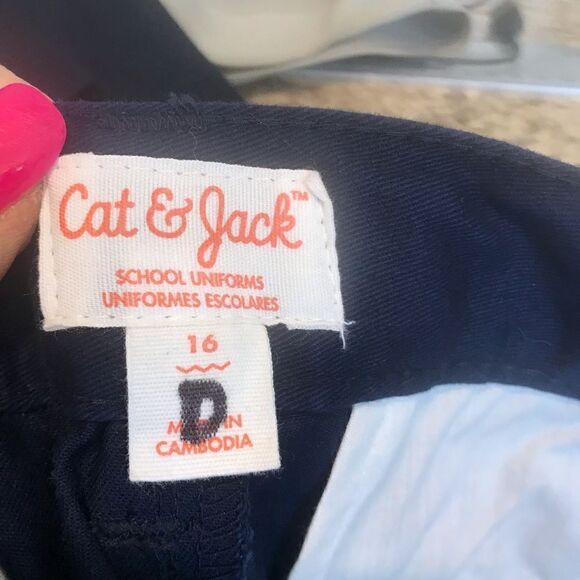 Cat & Jack™
SCHOOL UNIFORMS
UNIFORMES ESCOLARES
16
D
IN
CAMBODIA